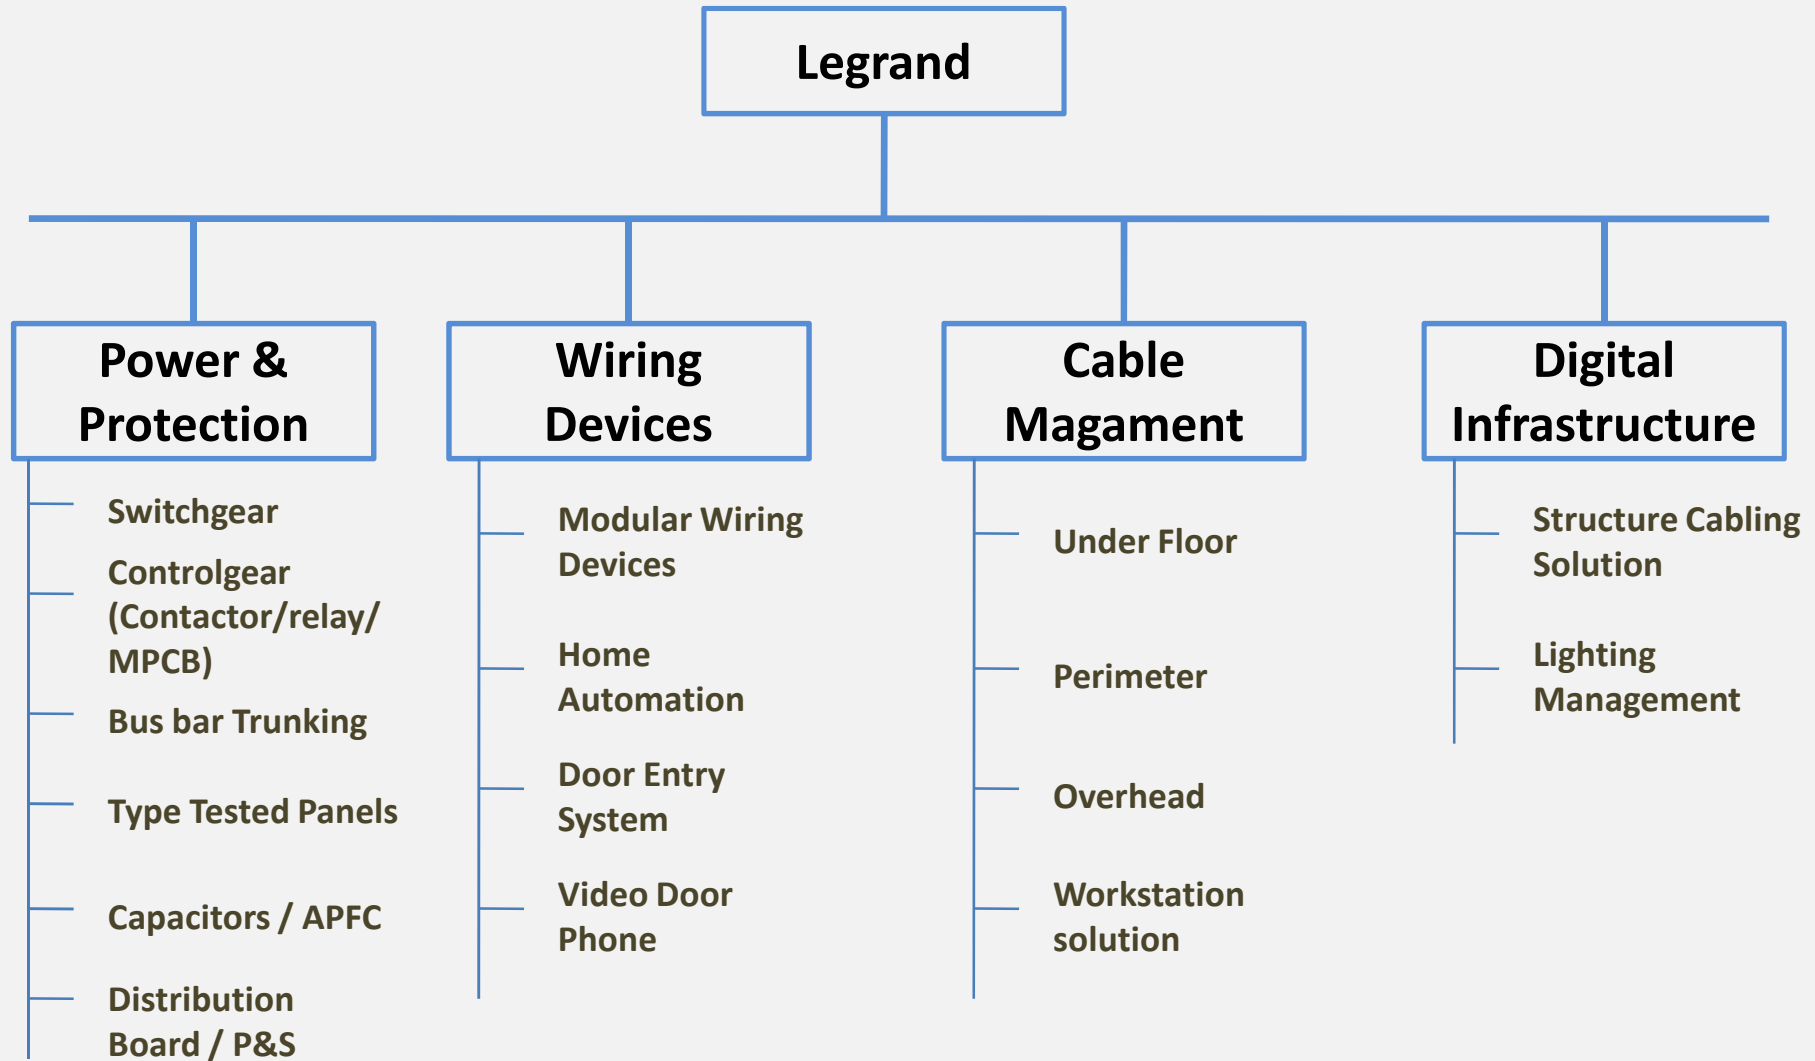 Legrand
Power &
Protection
Switchgear
Controlgear
(Contactor/relay/
MPCB)
Bus bar Trunking
Type Tested Panels
Capacitors / APFC
Distribution
Board / P&S
Wiring
Devices
Modular Wiring
Devices
Home
Automation
Door Entry
System
Video Door
Phone
Cable
Magament
Under Floor
Perimeter
Overhead
Workstation
solution
Digital
Infrastructure
Structure Cabling
Solution
Lighting
Management